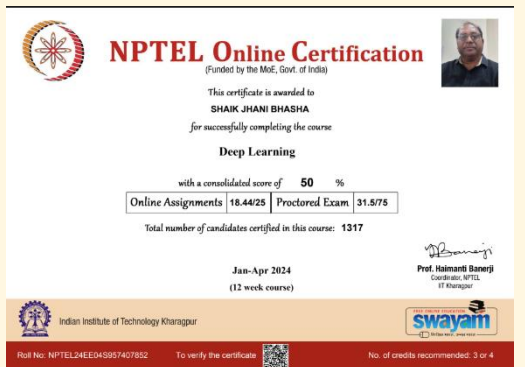 NPTEL Online Certification
(Funded by the MoE, Govt. of India)
This certificate is awarded to
SHAIK JHANI BHASHA
for successfully completing the course
Deep Learning
with a consolidated score of 50 %
Online Assignments 18.44/25 Proctored Exam 31.5/75
Total number of candidates certified in this course: 1317
Jan-Apr 2024
(12 week course)
Prof. Haimanti Banerji
Coordinator, NPTEL
IIT Kharagpur
Indian Institute of Technology Kharagpur
FREE ONLINE EDUCATION
swayam
Roll No: NPTEL24EE04S957407852
To verify the certificate
No. of credits recommended: 3 or 4